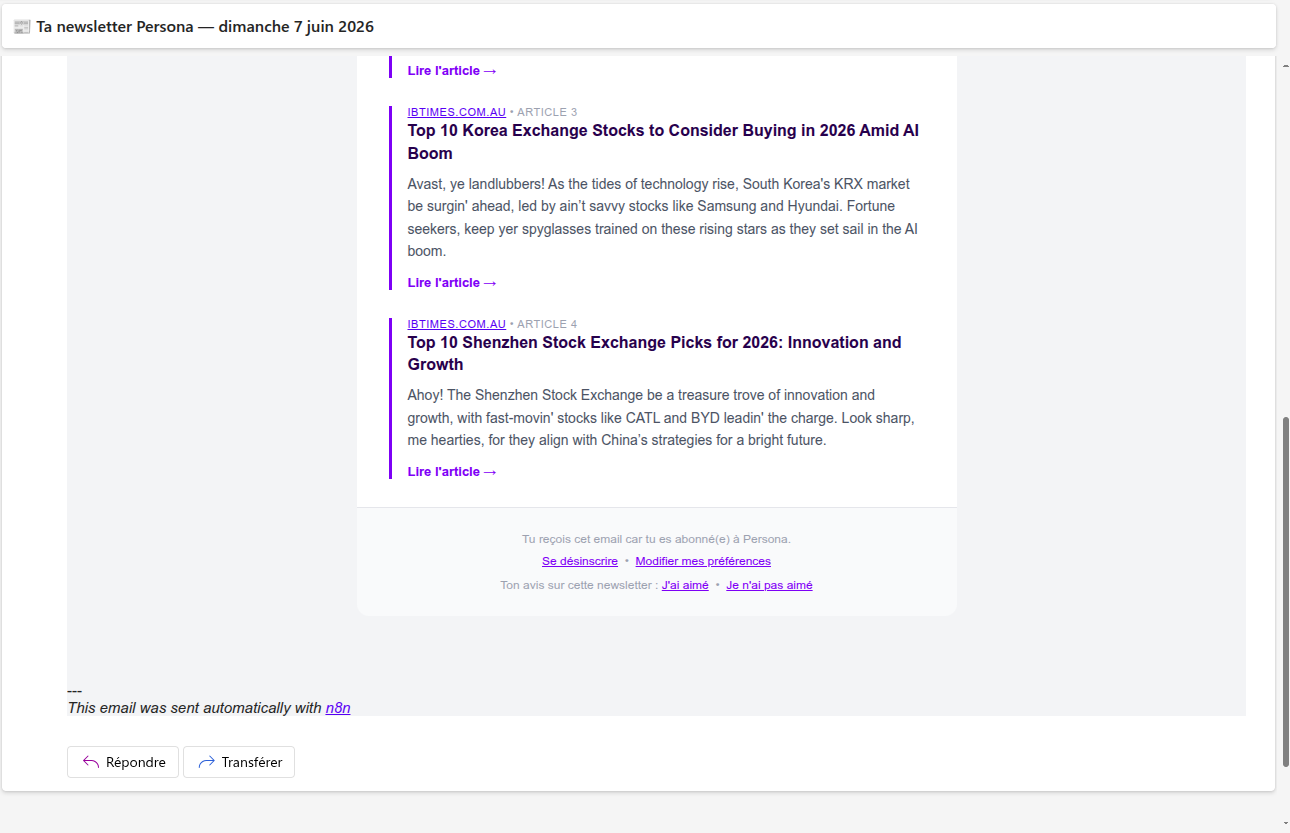 📰 Ta newsletter Persona — dimanche 7 juin 2026
Lire l'article →
IBTIMES.COM.AU • ARTICLE 3
Top 10 Korea Exchange Stocks to Consider Buying in 2026 Amid AI
Boom
Avast, ye landlubbers! As the tides of technology rise, South Korea's KRX market
be surgin' ahead, led by ain’t savvy stocks like Samsung and Hyundai. Fortune
seekers, keep yer spyglasses trained on these rising stars as they set sail in the AI
boom.
Lire l'article →
IBTIMES.COM.AU • ARTICLE 4
Top 10 Shenzhen Stock Exchange Picks for 2026: Innovation and
Growth
Ahoy! The Shenzhen Stock Exchange be a treasure trove of innovation and
growth, with fast-movin' stocks like CATL and BYD leadin' the charge. Look sharp,
me hearties, for they align with China’s strategies for a bright future.
Lire l'article →
Tu reçois cet email car tu es abonné(e) à Persona.
Se désinscrire • Modifier mes préférences
Ton avis sur cette newsletter : J'ai aimé • Je n'ai pas aimé
---
This email was sent automatically with n8n
Répondre Transférer